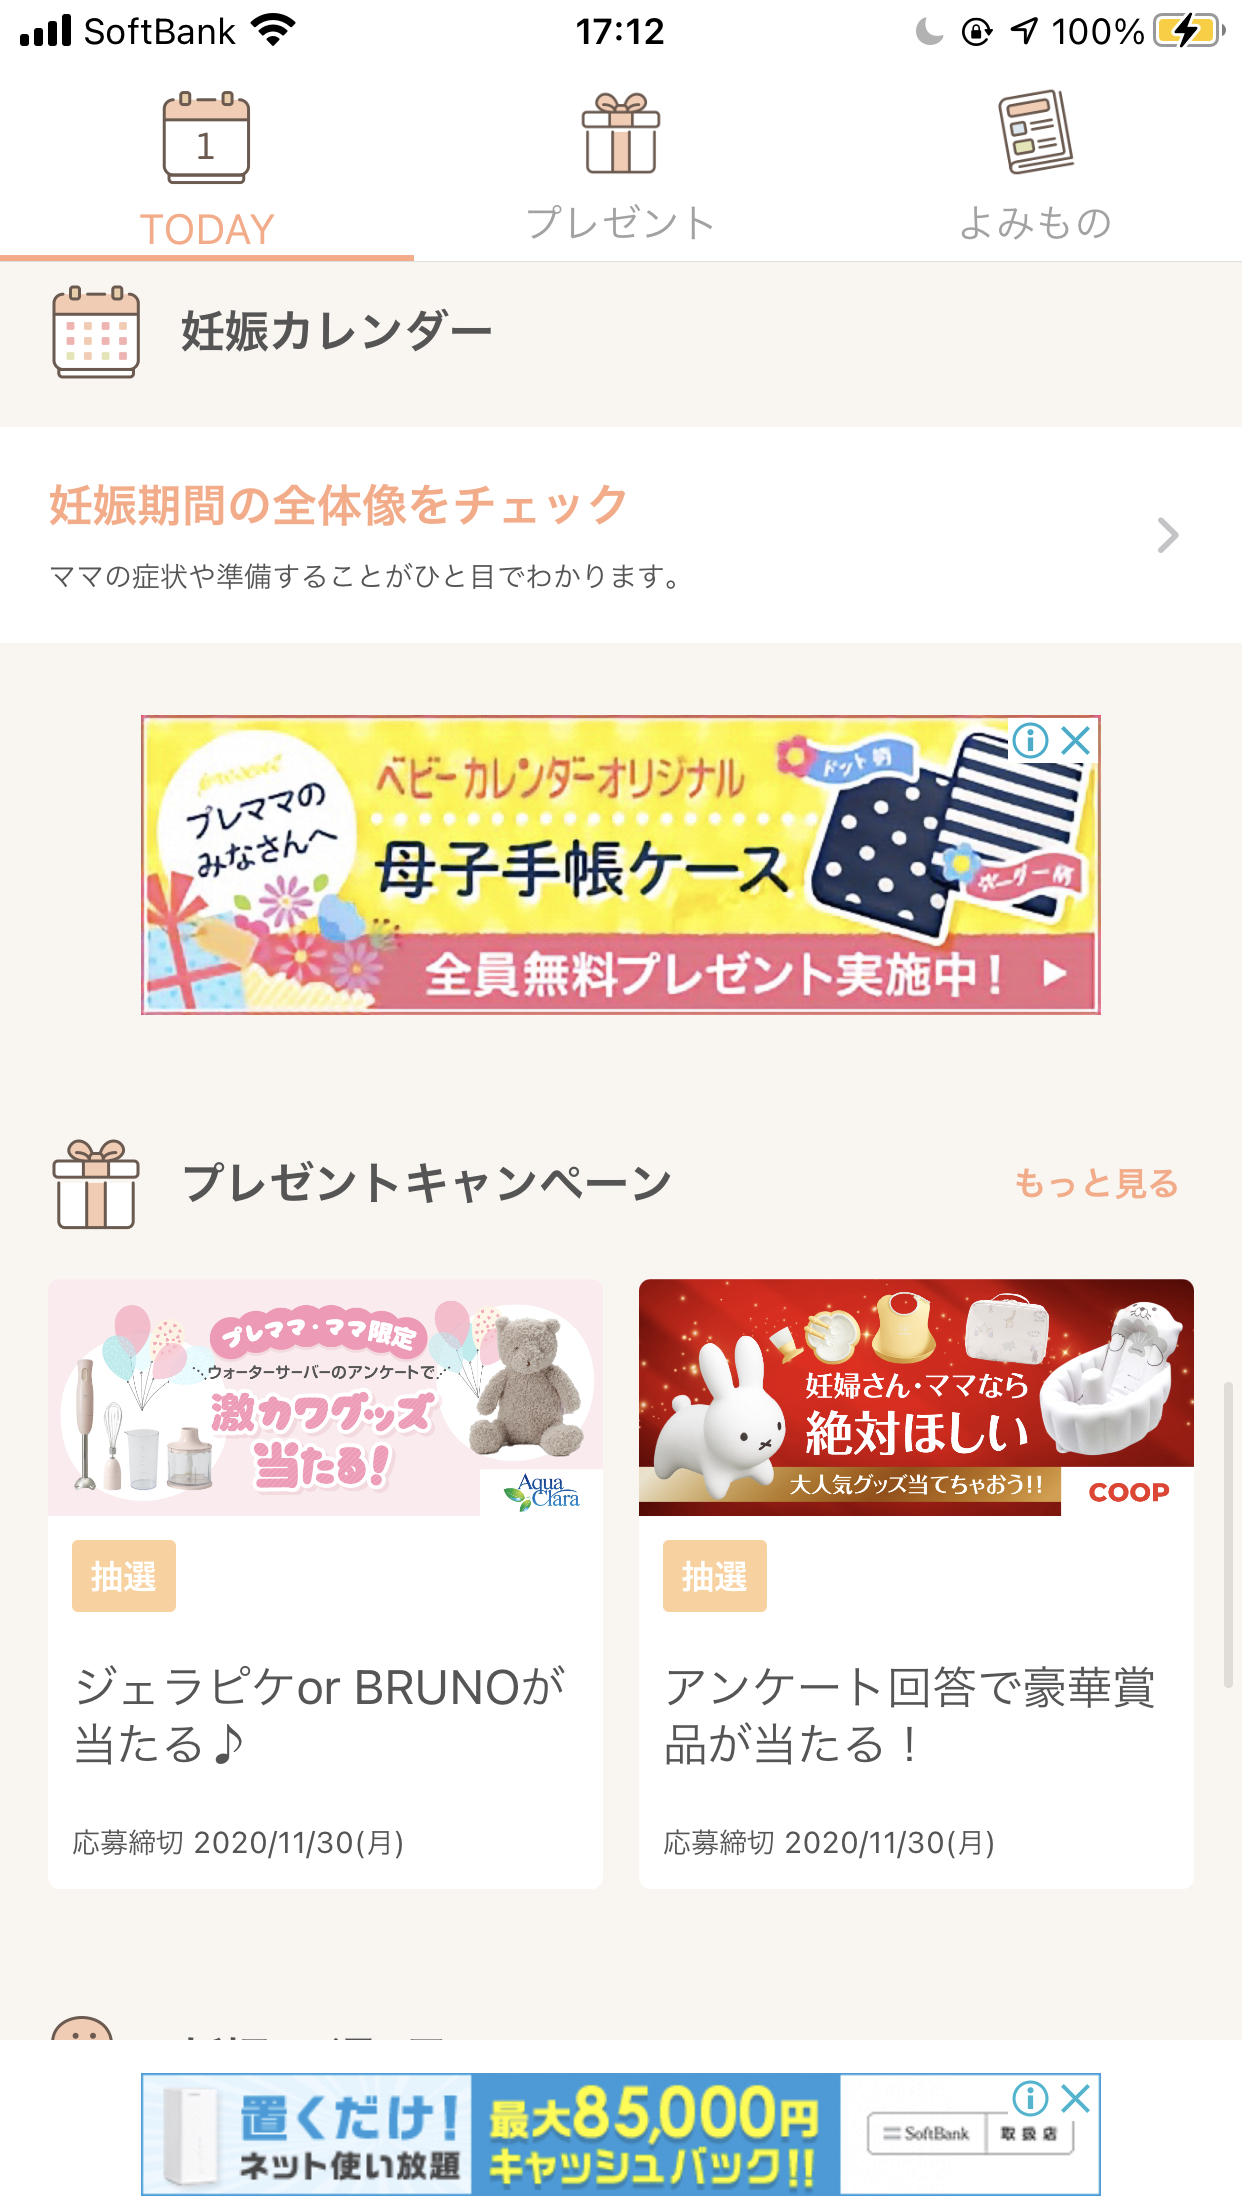 SoftBank
17:12
100%
1
TODAY
プレゼント
よみもの
妊娠カレンダー
妊娠期間の全体像をチェック
ママの症状や準備することがひと目でわかります。
present
プレママの
みなさんへ
ベビーカレンダーオリジナル
母子手帳ケース
ドット柄
ボーダー柄
全員無料プレゼント実施中！
プレゼントキャンペーン
もっと見る
プレママ・ママ限定
ウォーターサーバーのアンケートで
激カワグッズ
当たる！
Aqua
Clara
妊婦さん・ママなら
絶対ほしい
大人気グッズ当てちゃおう!!
COOP
抽選
抽選
ジェラピケor BRUNOが
当たる♪
アンケート回答で豪華賞
品が当たる！
応募締切 2020/11/30(月)
応募締切 2020/11/30(月)
置くだけ！
ネット使い放題
最大85,000円
キャッシュバック!!
SoftBank
取扱店